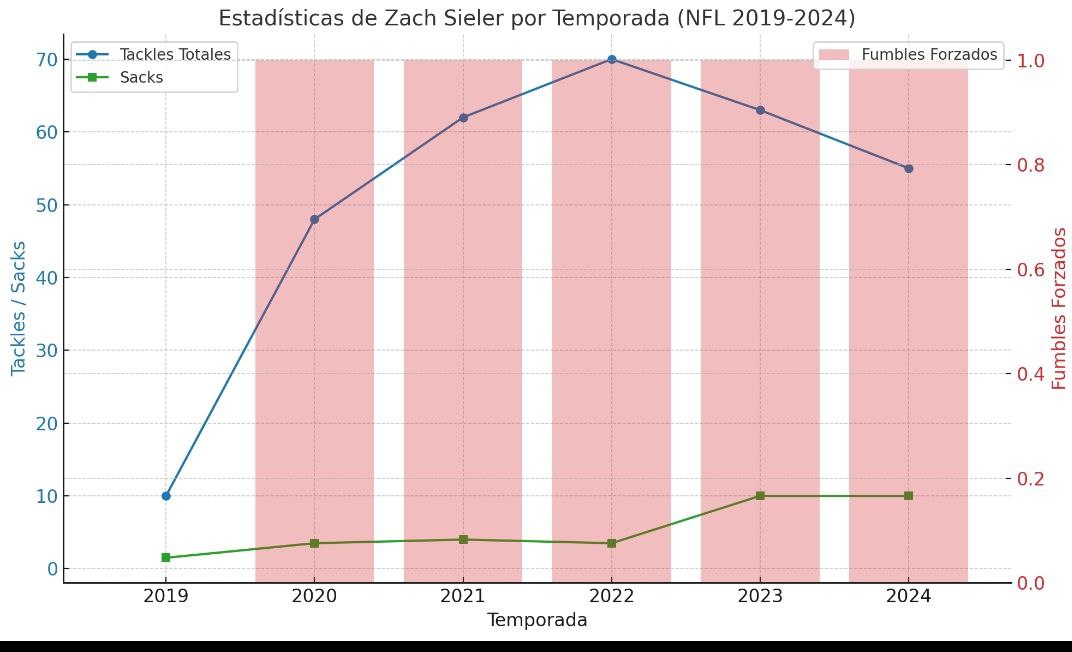 Estadísticas de Zach Sieler por Temporada (NFL 2019-2024)
Tackles Totales
Sacks
Fumbles Forzados
Tackles / Sacks
70
60
50
40
30
20
10
0
1.0
0.8
0.6
0.4
0.2
0.0
Fumbles Forzados
2019 2020 2021 2022 2023 2024
Temporada